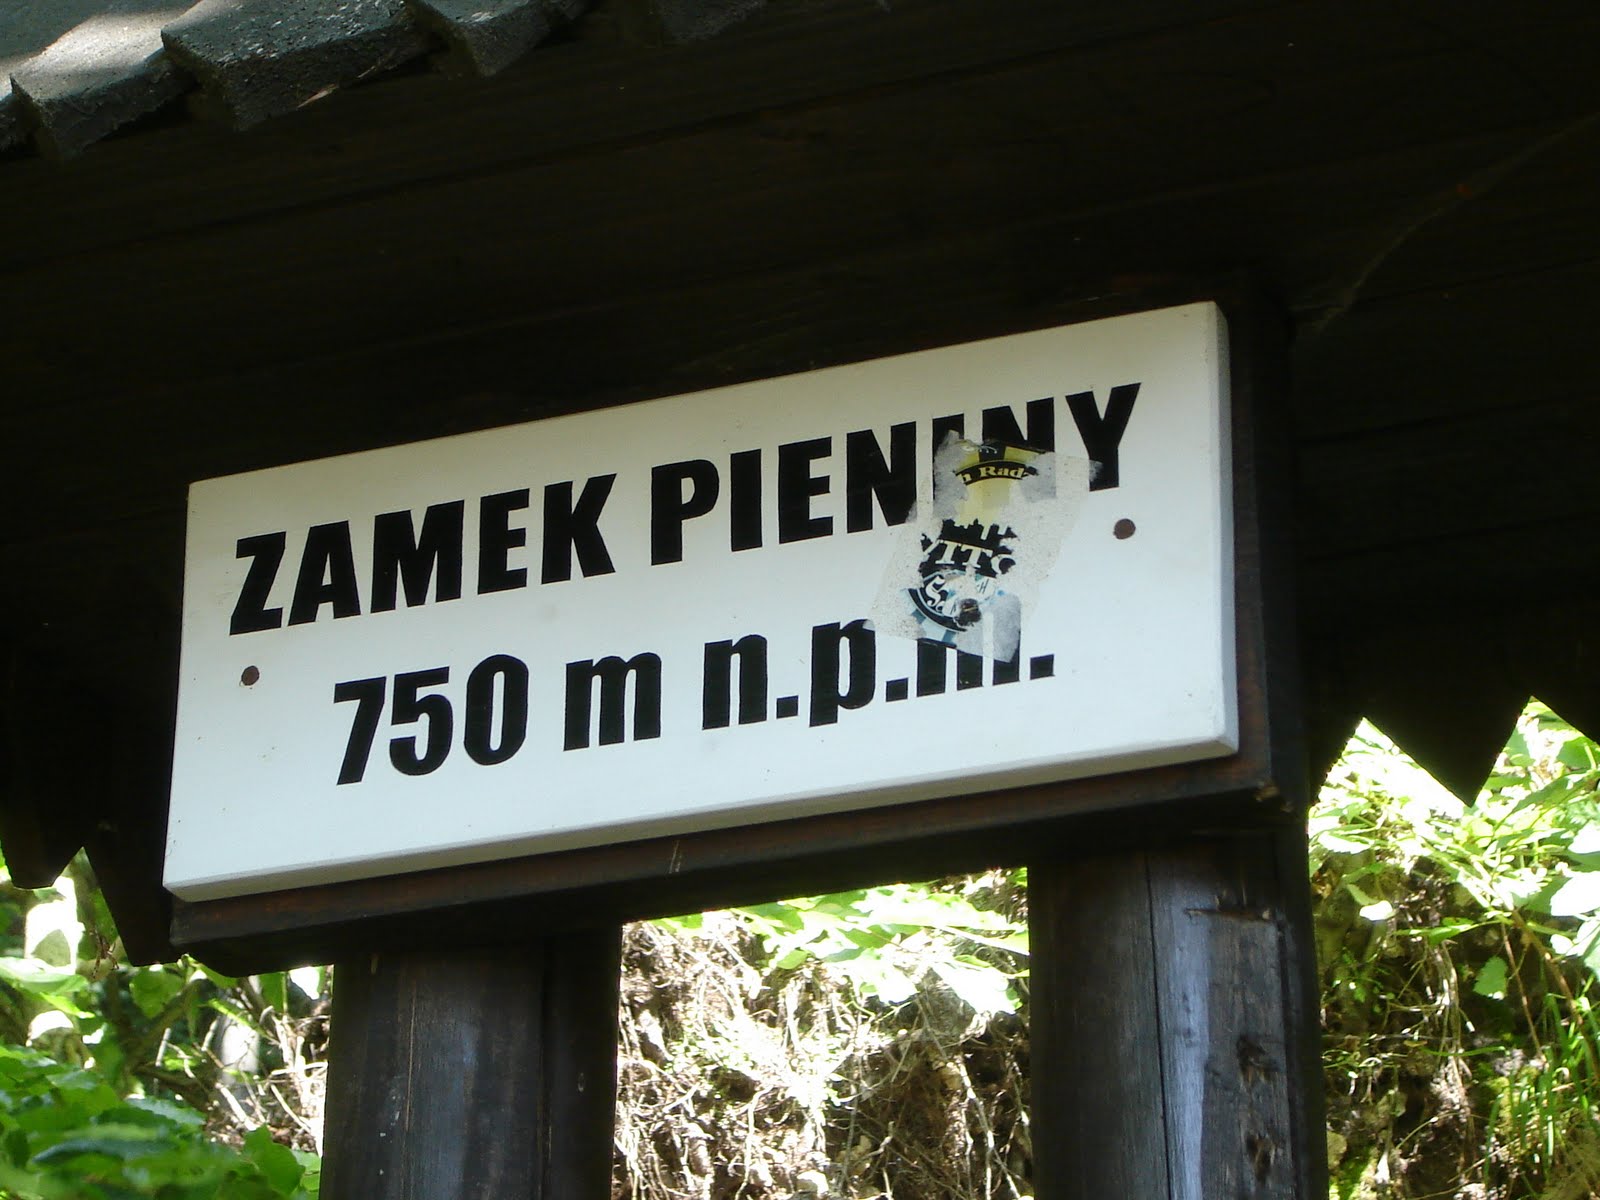 ZAMEK PIENINY
750 m n.p.m.